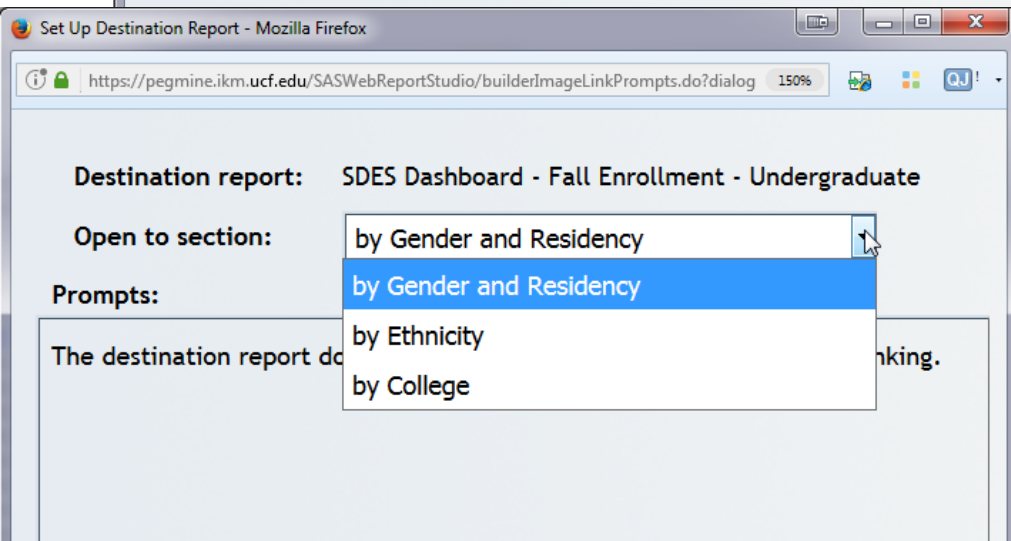 Set Up Destination Report - Mozilla Firefox
https://pegmine.ikm.ucf.edu/SASWebReportStudio/builderImageLinkPrompts.do?dialog 150% QJ!
Destination report: SDES Dashboard - Fall Enrollment - Undergraduate
Open to section: by Gender and Residency
by Gender and Residency
Prompts:
by Ethnicity
The destination report do nking.
by College